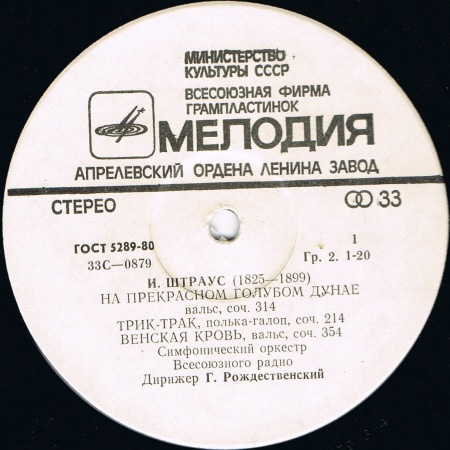 МИНИСТЕРСТВО
КУЛЬТУРЫ СССР
ВСЕСОЮЗНАЯ ФИРМА
ГРАМПЛАСТИНОК
МЕЛОДИЯ
АПРЕЛЕВСКИЙ ОРДЕНА ЛЕНИНА ЗАВОД
СТЕРЕО 33
ГОСТ 5289-80 1
33С—0879 Гр. 2. 1-20
И. ШТРАУС (1825—1899)
НА ПРЕКРАСНОМ ГОЛУБОМ ДУНАЕ
вальс, соч. 314
ТРИК-ТРАК, полька-галоп, соч. 214
ВЕНСКАЯ КРОВЬ, вальс, соч. 354
Симфонический оркестр
Всесоюзного радио
Дирижер Г. Рождественский